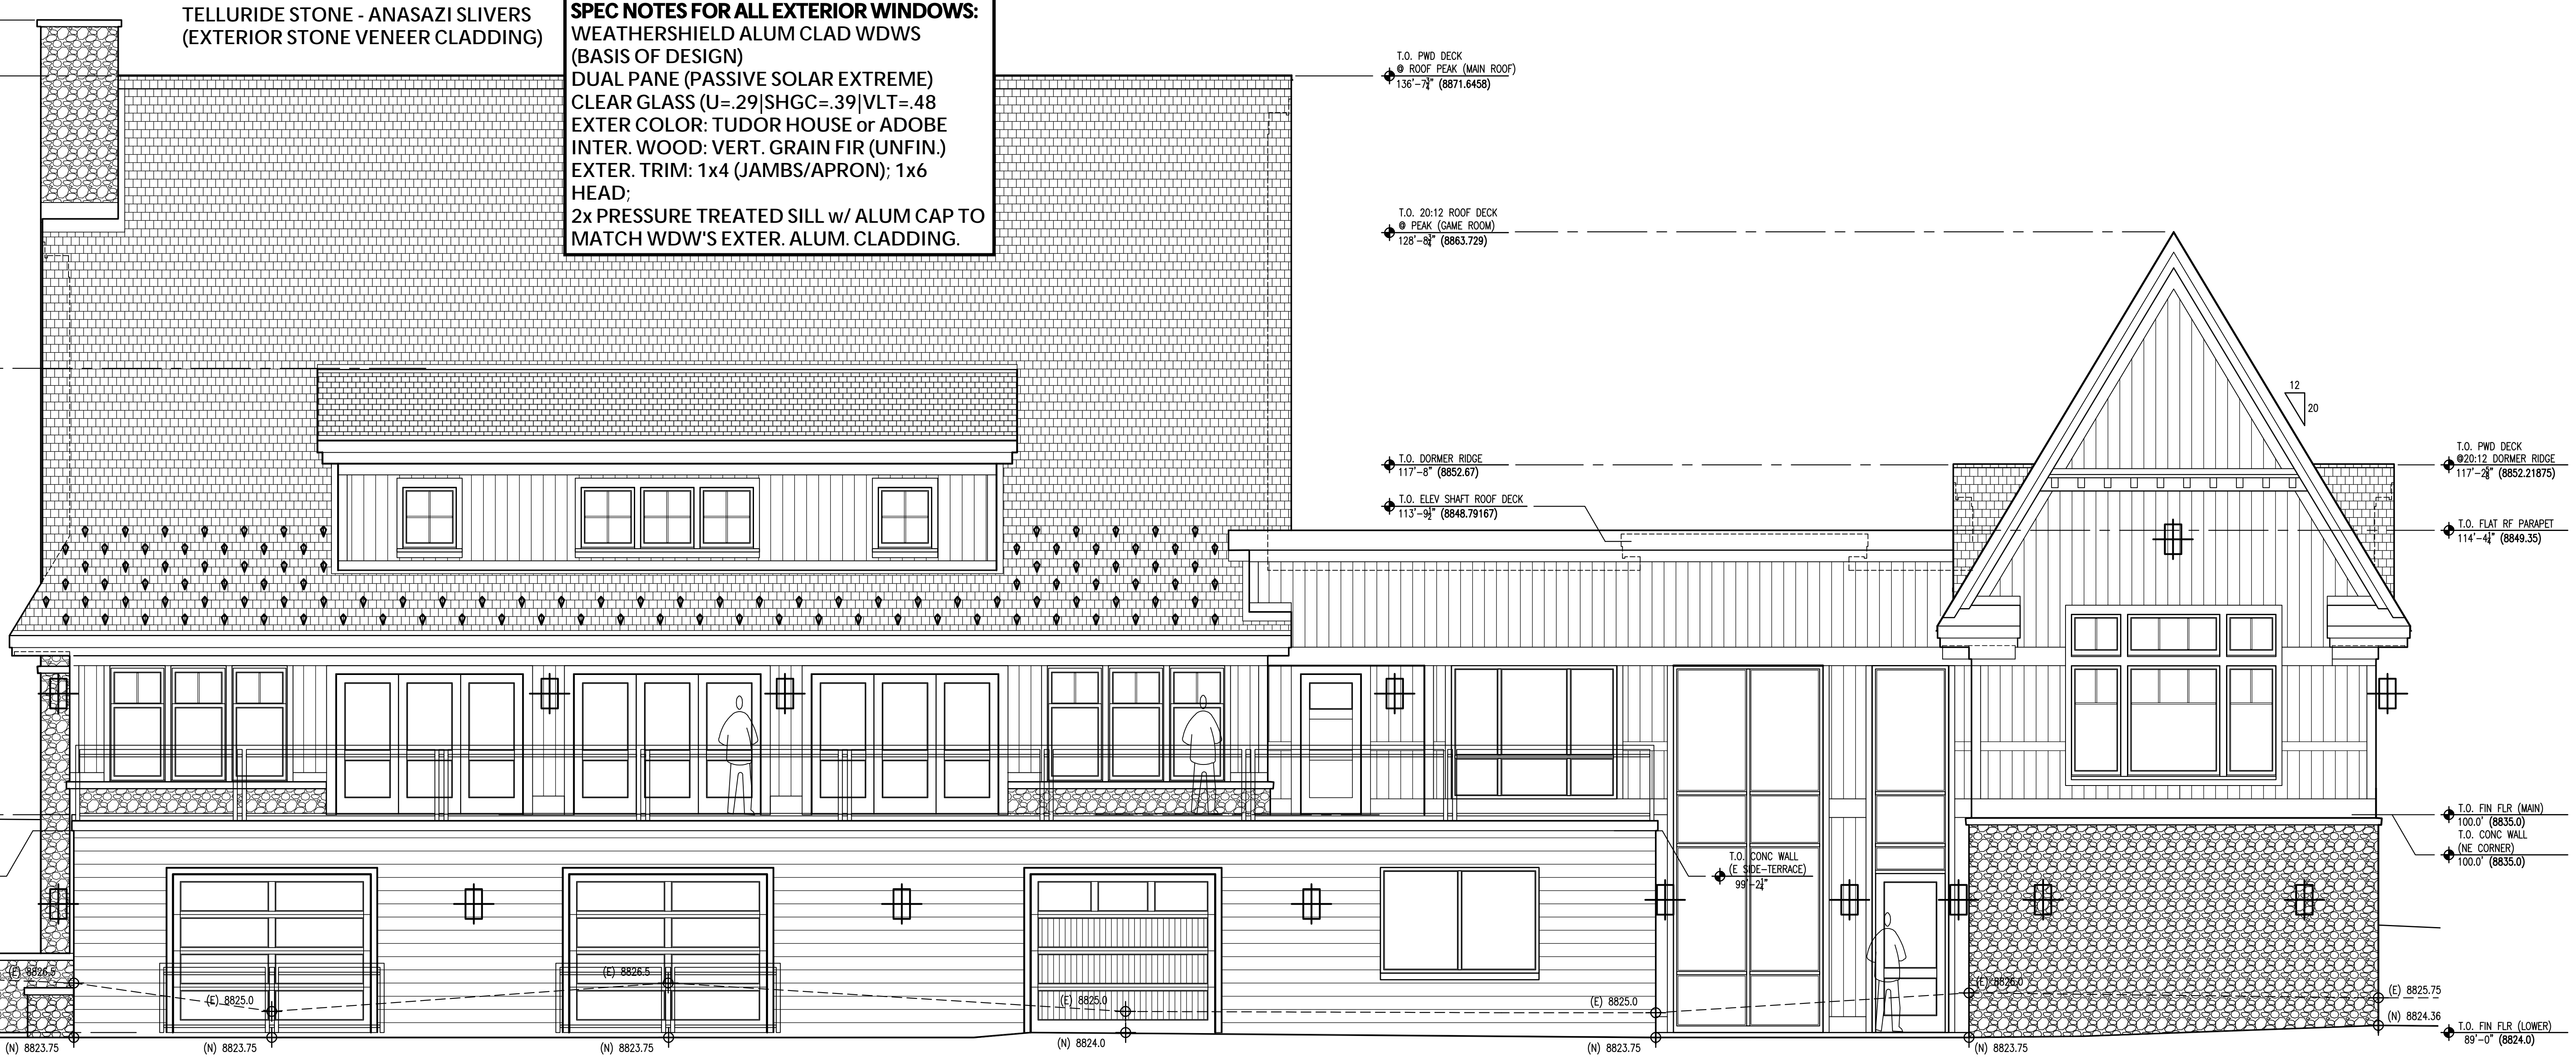 TELLURIDE STONE - ANASAZI SLIVERS
(EXTERIOR STONE VENEER CLADDING)
SPEC NOTES FOR ALL EXTERIOR WINDOWS:
WEATHERSHIELD ALUM CLAD WDWS
(BASIS OF DESIGN)
DUAL PANE (PASSIVE SOLAR EXTREME)
CLEAR GLASS (U=.29|SHGC=.39|VLT=.48
EXTER COLOR: TUDOR HOUSE or ADOBE
INTER. WOOD: VERT. GRAIN FIR (UNFIN.)
EXTER. TRIM: 1x4 (JAMBS/APRON); 1x6
HEAD;
2x PRESSURE TREATED SILL w/ ALUM CAP TO
MATCH WDW'S EXTER. ALUM. CLADDING.
T.O. PWD DECK
@ ROOF PEAK (MAIN ROOF)
136'-7¾" (8871.6458)
T.O. 20:12 ROOF DECK
@ PEAK (GAME ROOM)
128'-8¾" (8863.729)
12
20
T.O. DORMER RIDGE
117'-8" (8852.67)
T.O. PWD DECK
@20:12 DORMER RIDGE
117'-2⅝" (8852.21875)
T.O. ELEV SHAFT ROOF DECK
113'-9½" (8848.79167)
T.O. FLAT RF PARAPET
114'-4¼" (8849.35)
T.O. FIN FLR (MAIN)
100.0' (8835.0)
T.O. CONC WALL
(NE CORNER)
100.0' (8835.0)
T.O. CONC WALL
(E SIDE-TERRACE)
99'-2¼"
(E) 8826.5
(E) 8825.0
(E) 8826.5
(E) 8825.0
(E) 8825.0
(E) 8826.0
(E) 8825.75
(N) 8824.36
T.O. FIN FLR (LOWER)
89'-0" (8824.0)
(N) 8823.75
(N) 8823.75
(N) 8823.75
(N) 8824.0
(N) 8823.75
(N) 8823.75